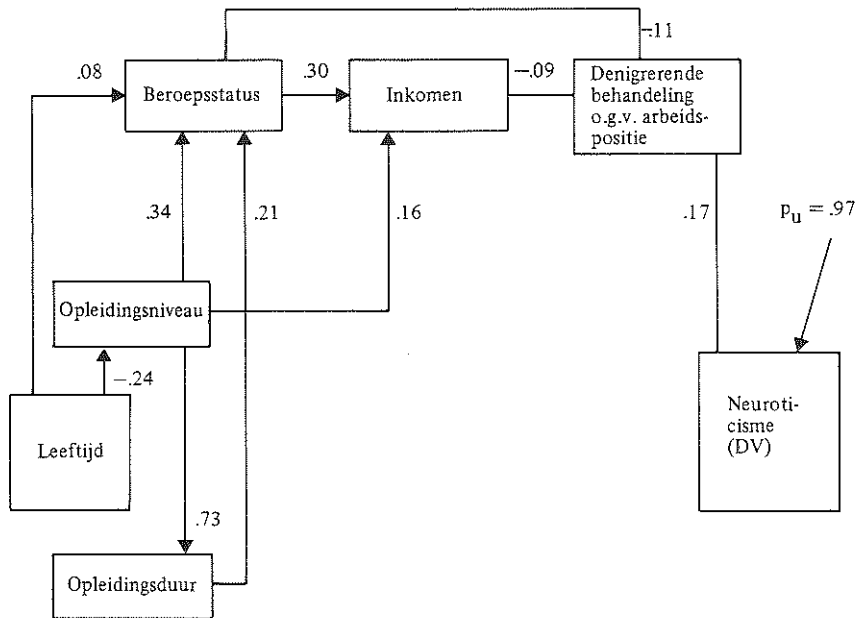 −.11
.08
.30
−.09
Beroepsstatus
Inkomen
Denigrerende
behandeling
o.g.v. arbeids-
positie
.34
.21
.16
.17
pu = .97
Opleidingsniveau
−.24
Leeftijd
Neuroti-
cisme
(DV)
.73
Opleidingsduur